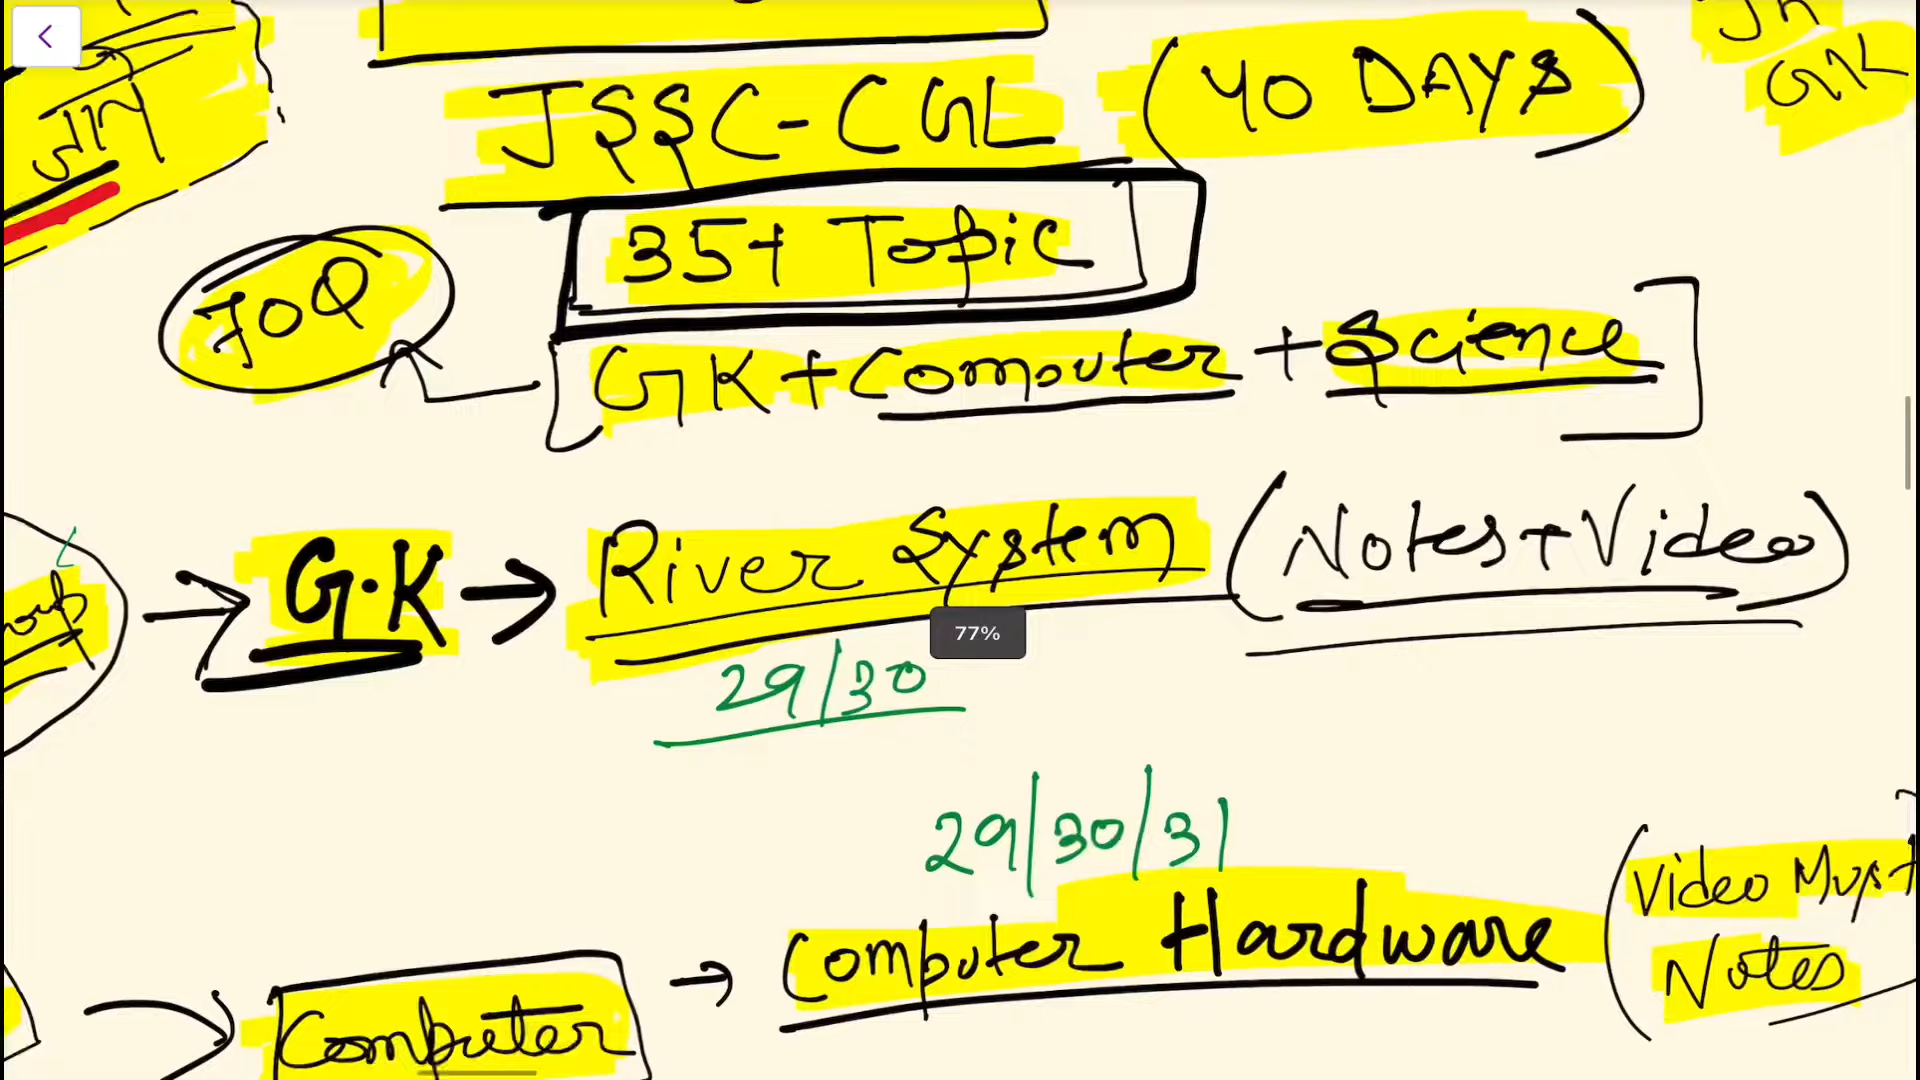 JSSC-CGL (40 DAYS)
GK
35+ Topic
70Q
[GK + Computer + Science]
→ G.K → River System (Notes + Video)
77%
29/30
29/30/31
Computer → Computer Hardware
Video Must
Notes